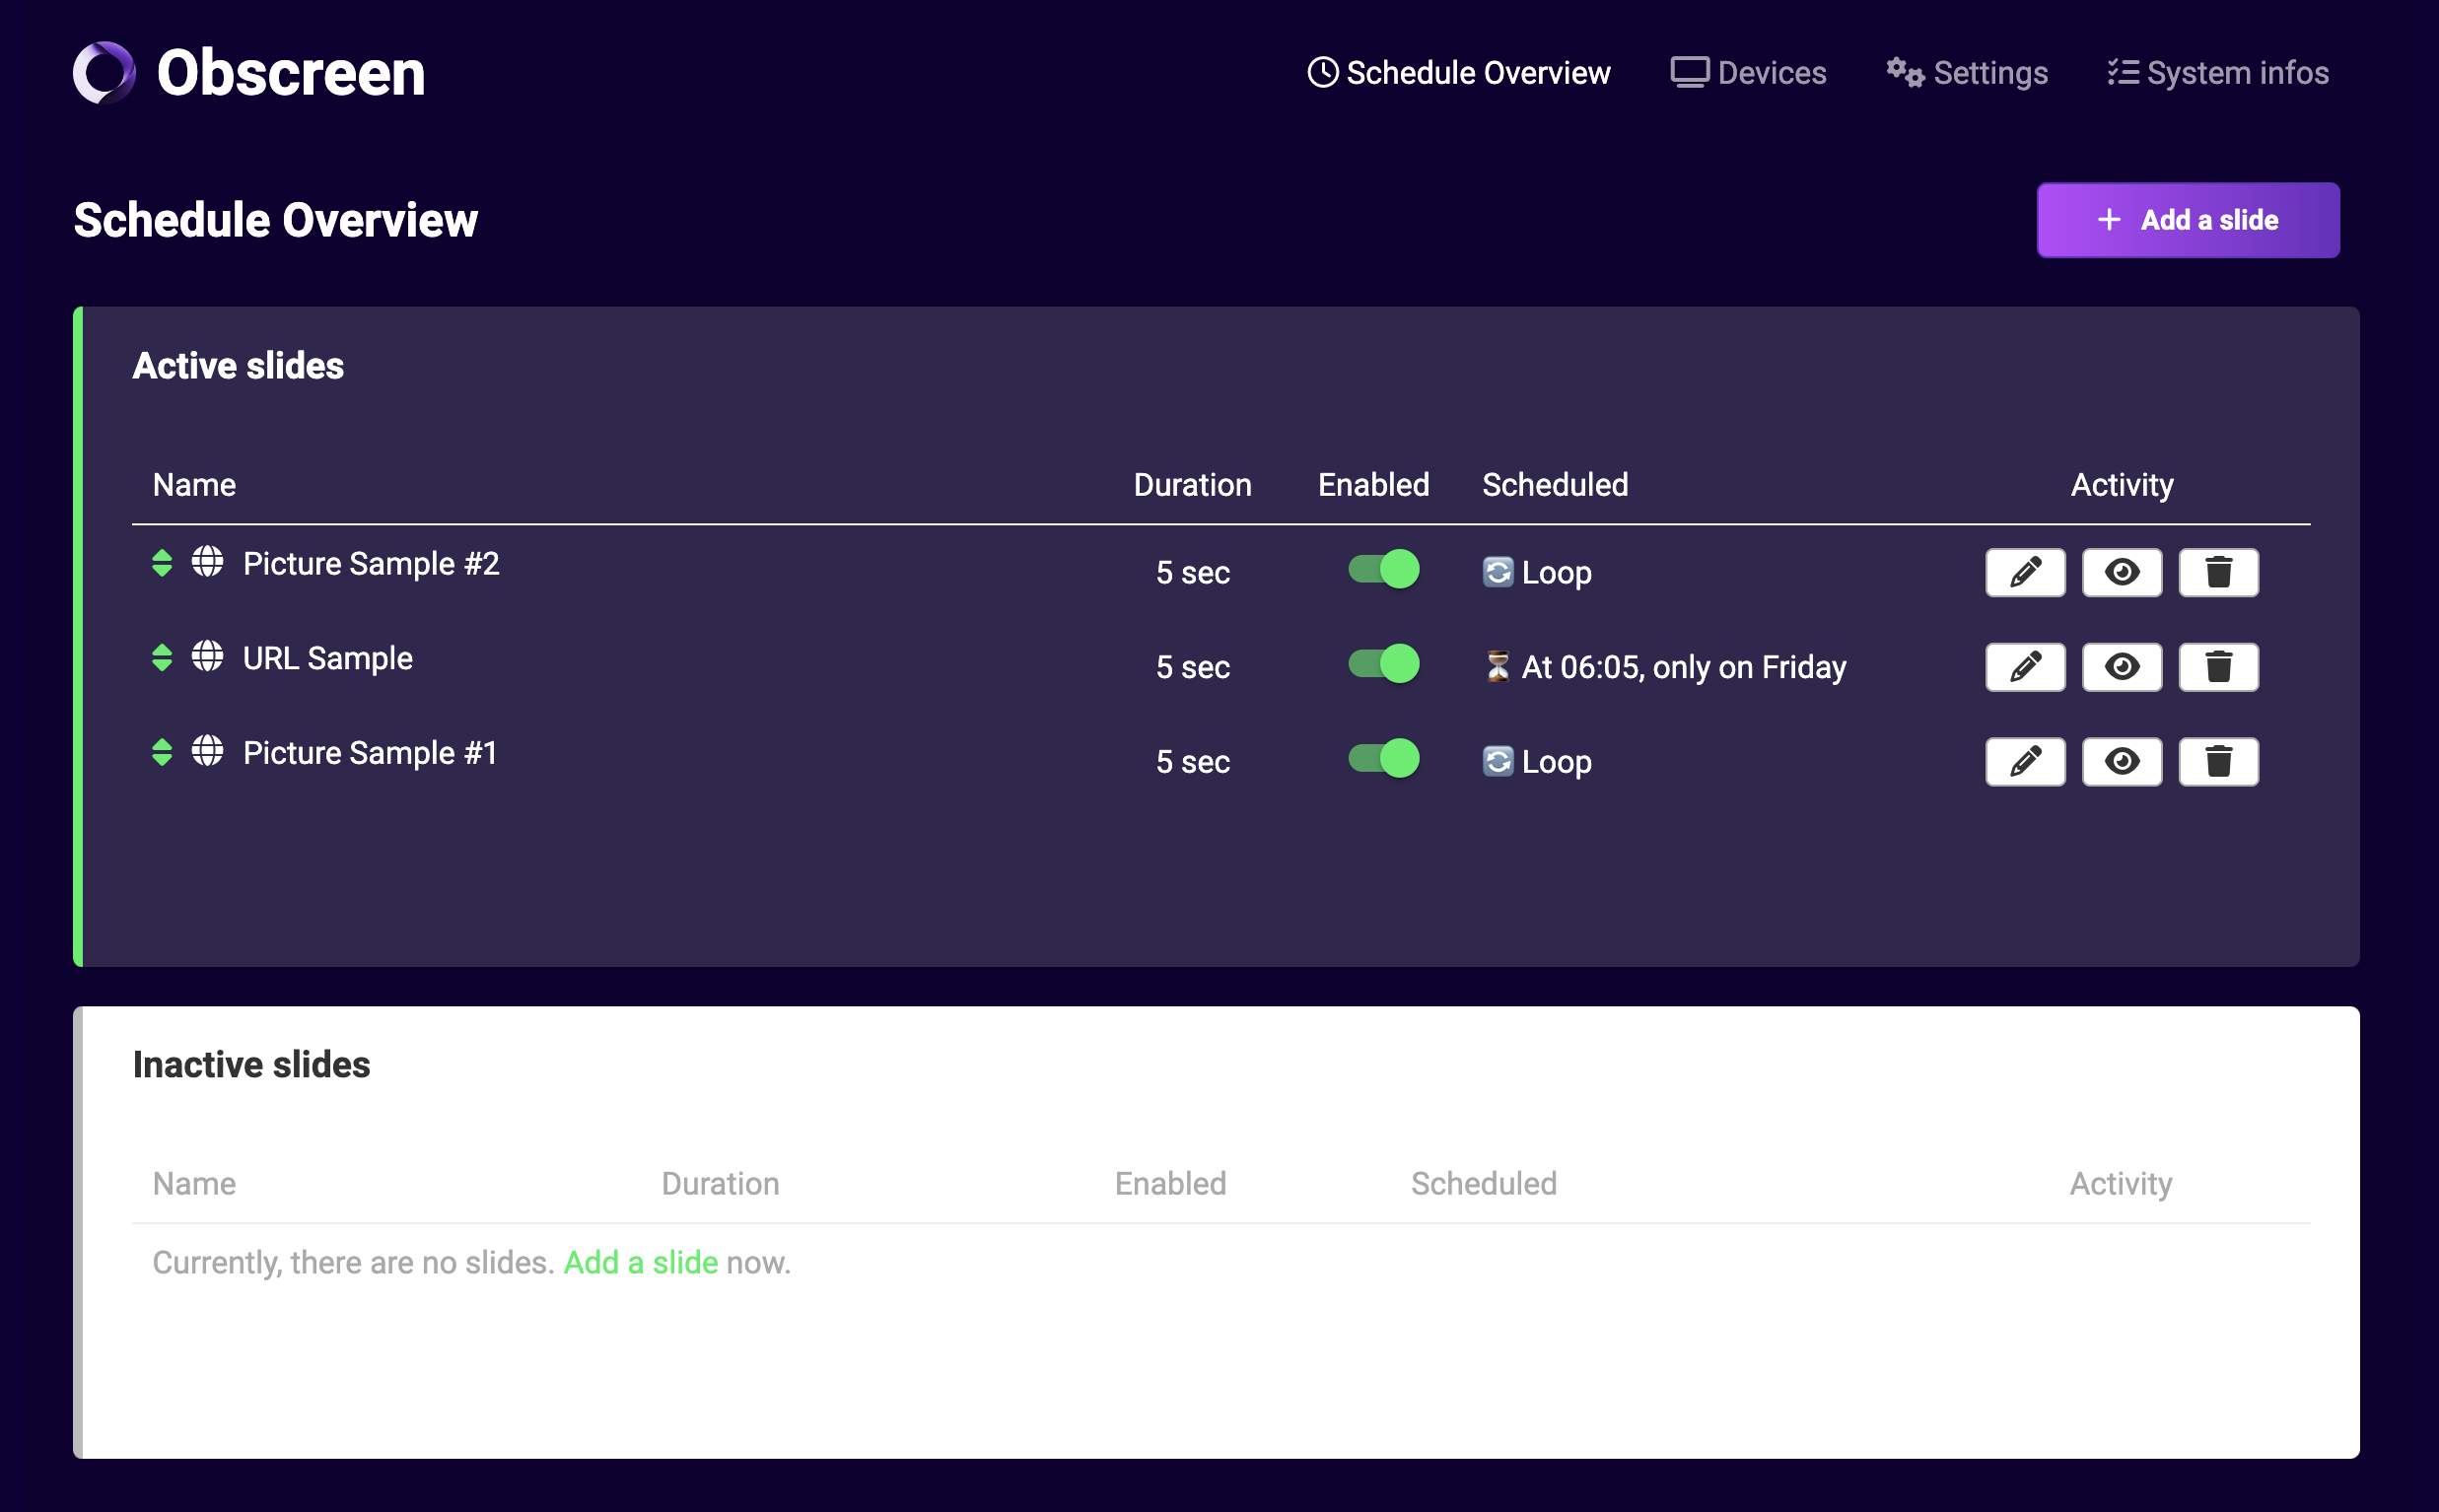 Obscreen
Schedule Overview Devices Settings System infos
Schedule Overview
+ Add a slide
Active slides
Name Duration Enabled Scheduled Activity
Picture Sample #2 5 sec Loop
URL Sample 5 sec At 06:05, only on Friday
Picture Sample #1 5 sec Loop
Inactive slides
Name Duration Enabled Scheduled Activity
Currently, there are no slides. Add a slide now.